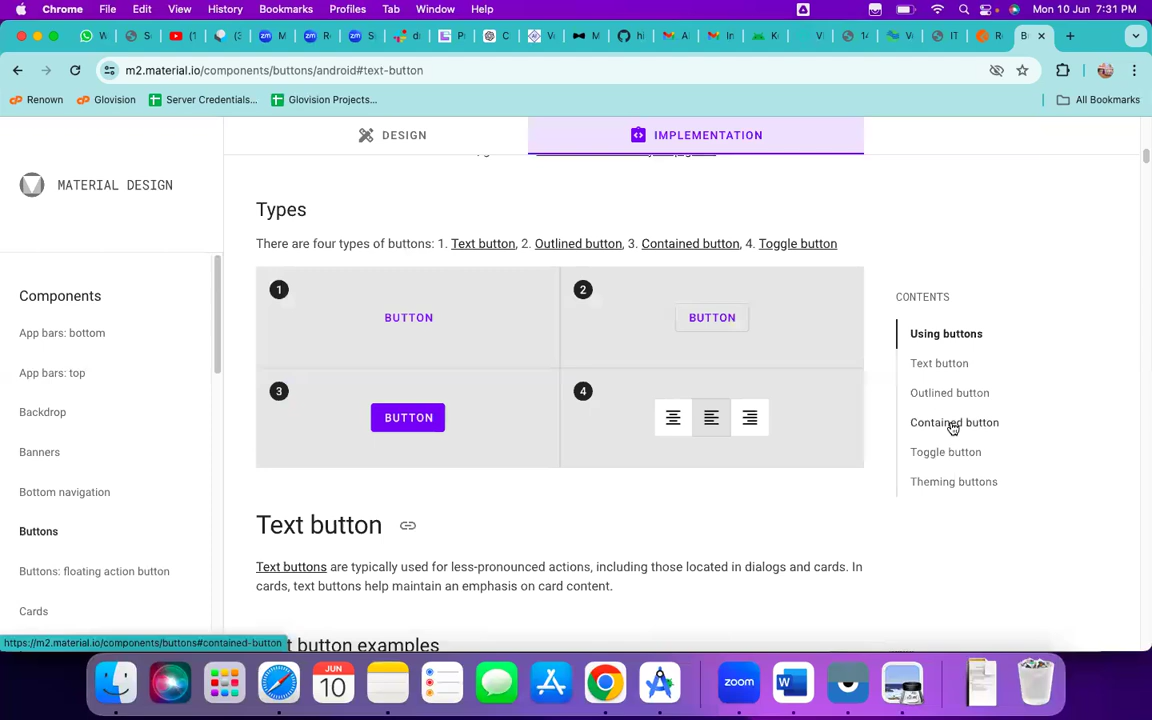 Chrome File Edit View History Bookmarks Profiles Tab Window Help Mon 10 Jun 7:31 PM
m2.material.io/components/buttons/android#text-button
Renown Glovision Server Credentials... Glovision Projects... All Bookmarks
DESIGN IMPLEMENTATION
MATERIAL DESIGN
Types
There are four types of buttons: 1. Text button, 2. Outlined button, 3. Contained button, 4. Toggle button
1 BUTTON 2 BUTTON
3 BUTTON 4
Text button
Text buttons are typically used for less-pronounced actions, including those located in dialogs and cards. In
cards, text buttons help maintain an emphasis on card content.
t button examples
Components
App bars: bottom
App bars: top
Backdrop
Banners
Bottom navigation
Buttons
Buttons: floating action button
Cards
CONTENTS
Using buttons
Text button
Outlined button
Contained button
Toggle button
Theming buttons
https://m2.material.io/components/buttons#contained-button
JUN
10
zoom
W